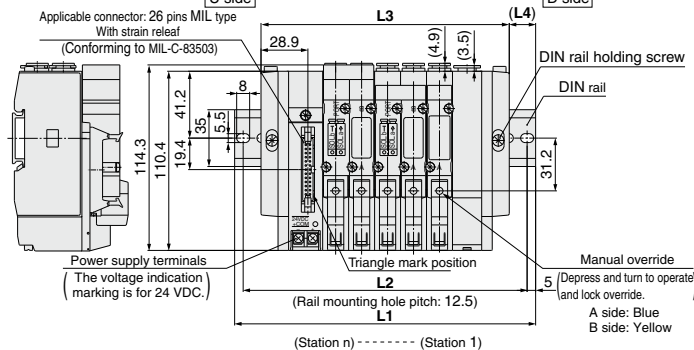 U side
D side
Applicable connector: 26 pins MIL type
With strain releaf
(Conforming to MIL-C-83503)
L3
(L4)
28.9
(4.9)
(3.5)
DIN rail holding screw
DIN rail
8
41.2
35
5.5
19.4
114.3
110.4
31.2
24VDC
Power supply terminals
(The voltage indication
marking is for 24 VDC.)
Triangle mark position
Manual override
(Depress and turn to operate
and lock override.)
A side: Blue
B side: Yellow
L2
5
(Rail mounting hole pitch: 12.5)
L1
(Station n) -------- (Station 1)